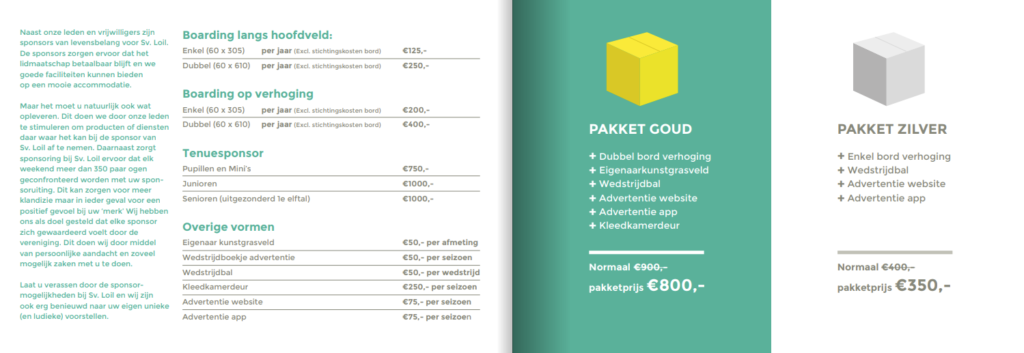 Naast onze leden en vrijwilligers zijn
sponsors van levensbelang voor Sv. Loil.
De sponsors zorgen ervoor dat het
lidmaatschap betaalbaar blijft en we
goede faciliteiten kunnen bieden
op een mooie accommodatie.
Maar het moet u natuurlijk ook wat
opleveren. Dit doen we door onze leden
te stimuleren om producten of diensten
daar waar het kan bij de sponsor van
Sv. Loil af te nemen. Daarnaast zorgt
sponsoring bij Sv. Loil ervoor dat elk
weekend meer dan 350 paar ogen
geconfronteerd worden met uw spon-
soruiting. Dit kan zorgen voor meer
klandizie maar in ieder geval voor een
positief gevoel bij uw 'merk' Wij hebben
ons als doel gesteld dat elke sponsor
zich gewaardeerd voelt door de
vereniging. Dit doen wij door middel
van persoonlijke aandacht en zoveel
mogelijk zaken met u te doen.
Laat u verassen door de sponsor-
mogelijkheden bij Sv. Loil en wij zijn
ook erg benieuwd naar uw eigen unieke
(en ludieke) voorstellen.
Boarding langs hoofdveld:
Enkel (60 x 305) per jaar (Excl. stichtingskosten bord) €125,-
Dubbel (60 x 610) per jaar (Excl. stichtingskosten bord) €250,-
Boarding op verhoging
Enkel (60 x 305) per jaar (Excl. stichtingskosten bord) €200,-
Dubbel (60 x 610) per jaar (Excl. stichtingskosten bord) €400,-
Tenuesponsor
Pupillen en Mini's €750,-
Junioren €1000,-
Senioren (uitgezonderd 1e elftal) €1000,-
Overige vormen
Eigenaar kunstgrasveld €50,- per afmeting
Wedstrijdboekje advertentie €50,- per seizoen
Wedstrijdbal €50,- per wedstrijd
Kleedkamerdeur €250,- per seizoen
Advertentie website €75,- per seizoen
Advertentie app €75,- per seizoen
PAKKET GOUD
+ Dubbel bord verhoging
+ Eigenaarkunstgrasveld
+ Wedstrijdbal
+ Advertentie website
+ Advertentie app
+ Kleedkamerdeur
Normaal €900,-
pakketprijs €800,-
PAKKET ZILVER
+ Enkel bord verhoging
+ Wedstrijdbal
+ Advertentie website
+ Advertentie app
Normaal €400,-
pakketprijs €350,-